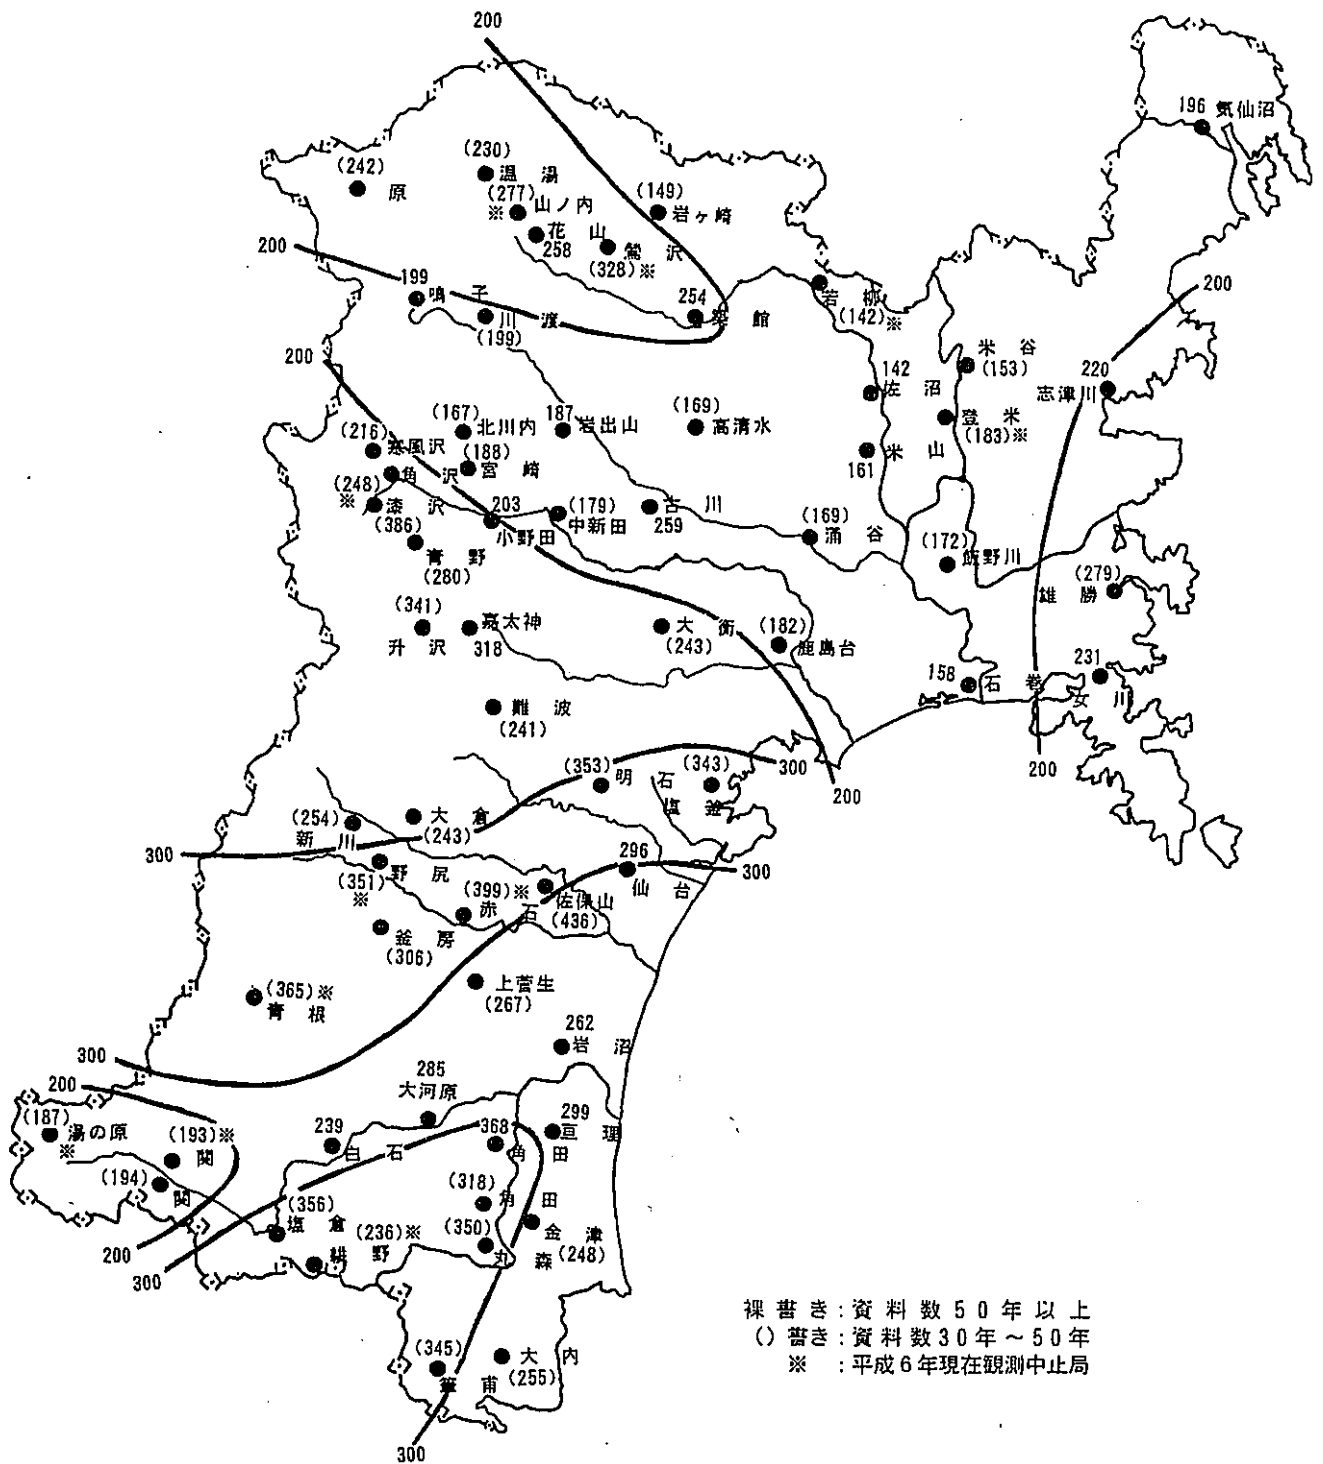 200
196 気仙沼
(242)
原
(230)
温湯
(277)
※
山ノ内
花山
258
鶯沢
(328)※
(149)
岩ヶ崎
200
199
鳴子
川渡
(199)
254
築館
若柳
(142)※
200
200
142
佐沼
米谷
(153)
220
志津川
(167)
北川内
187
岩出山
(169)
高清水
登米
(183)※
(216)
寒風沢
(188)
宮崎
161
米山
角沢
(248)
※
漆沢
(386)
203
小野田
(179)
中新田
古川
259
(169)
涌谷
青野
(280)
(172)
飯野川
(279)
雄勝
(341)
升沢
嘉太神
318
大衡
(243)
(182)
鹿島台
158
石巻
231
女川
難波
(241)
200
(353)
明石
(343)
塩釜
300
200
(254)
新川
大倉
(243)
300
(351)
※
野尻
296
仙台
300
(399)※
赤石
佐保山
(436)
釜房
(306)
(365)※
青根
上菅生
(267)
262
岩沼
300
200
285
大河原
(187)
※
湯の原
(193)※
関
(194)
関
239
白石
368
角田
299
亘理
(318)
角田
(356)
塩倉
(236)※
耕野
(350)
丸森
金津
(248)
200
300
(345)
筆甫
大内
(255)
300
裸書き:資料数50年以上
()書き:資料数30年～50年
※ :平成6年現在観測中止局